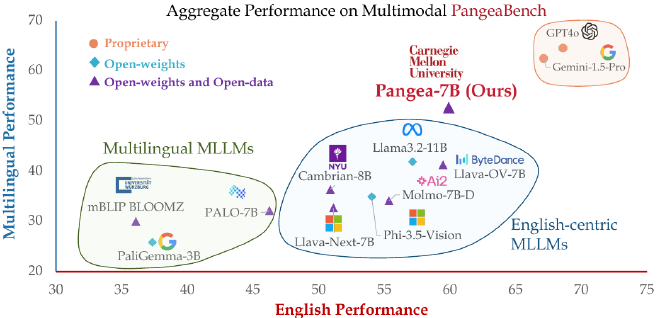 Aggregate Performance on Multimodal PangeaBench
Multilingual Performance
70
60
50
40
30
20
Proprietary
Open-weights
Open-weights and Open-data
Carnegie
Mellon
University
Pangea-7B (Ours)
GPT4o
Gemini-1.5-Pro
Multilingual MLLMs
UNIVERSITÄT
WÜRZBURG
mBLIP BLOOMZ
PALO-7B
PaliGemma-3B
NYU
Cambrian-8B
Llama3.2-11B
Ai2
ByteDance
Llava-OV-7B
Molmo-7B-D
Llava-Next-7B
Phi-3.5-Vision
English-centric
MLLMs
30
35
40
45
50
55
60
65
70
75
English Performance